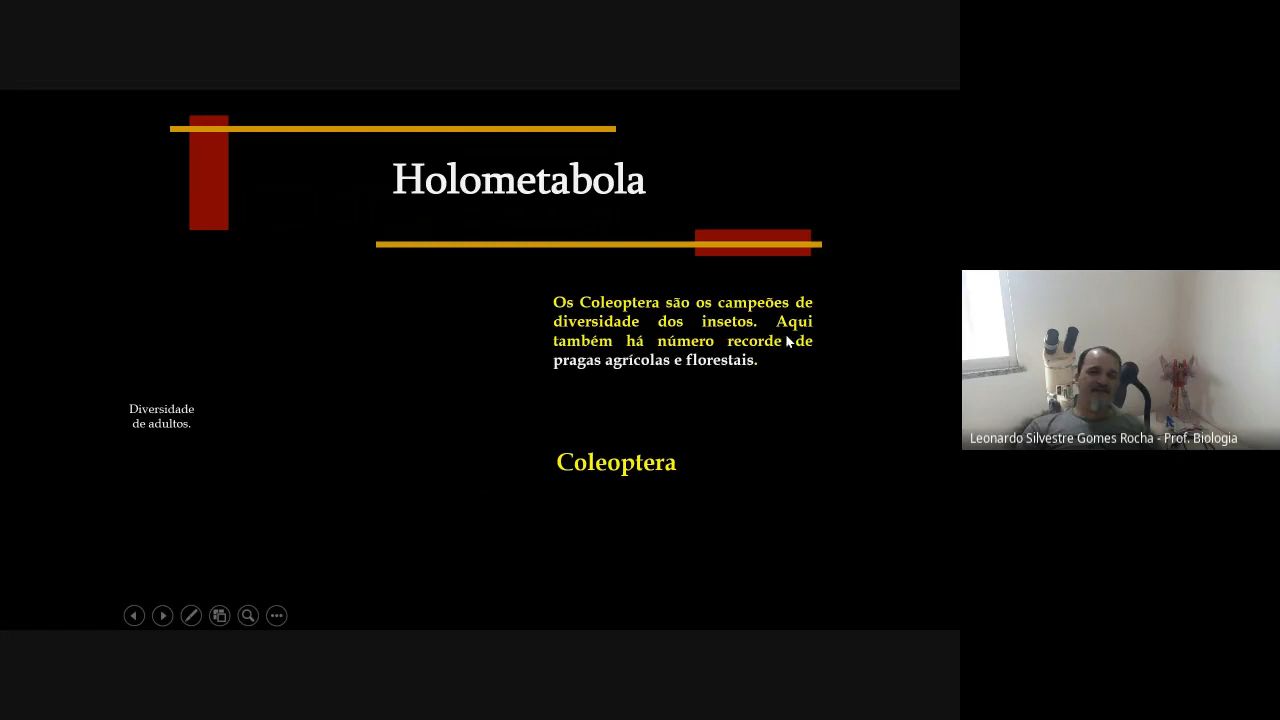 Holometabola
Os Coleoptera são os campeões de
diversidade dos insetos. Aqui
também há número recorde de
pragas agrícolas e florestais.
Diversidade
de adultos.
Leonardo Silvestre Gomes Rocha - Prof. Biologia
Coleoptera